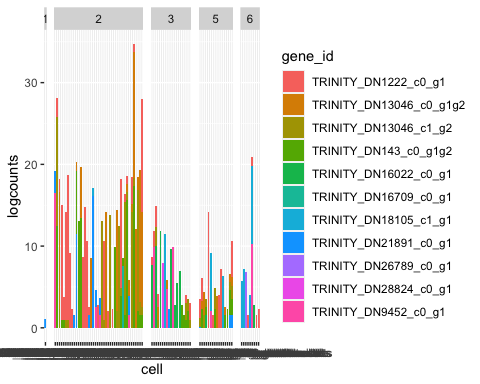 1 2 3 5 6
logcounts
30
20
10
0
cell
gene_id
TRINITY_DN1222_c0_g1
TRINITY_DN13046_c0_g1g2
TRINITY_DN13046_c1_g2
TRINITY_DN143_c0_g1g2
TRINITY_DN16022_c0_g1
TRINITY_DN16709_c0_g1
TRINITY_DN18105_c1_g1
TRINITY_DN21891_c0_g1
TRINITY_DN26789_c0_g1
TRINITY_DN28824_c0_g1
TRINITY_DN9452_c0_g1